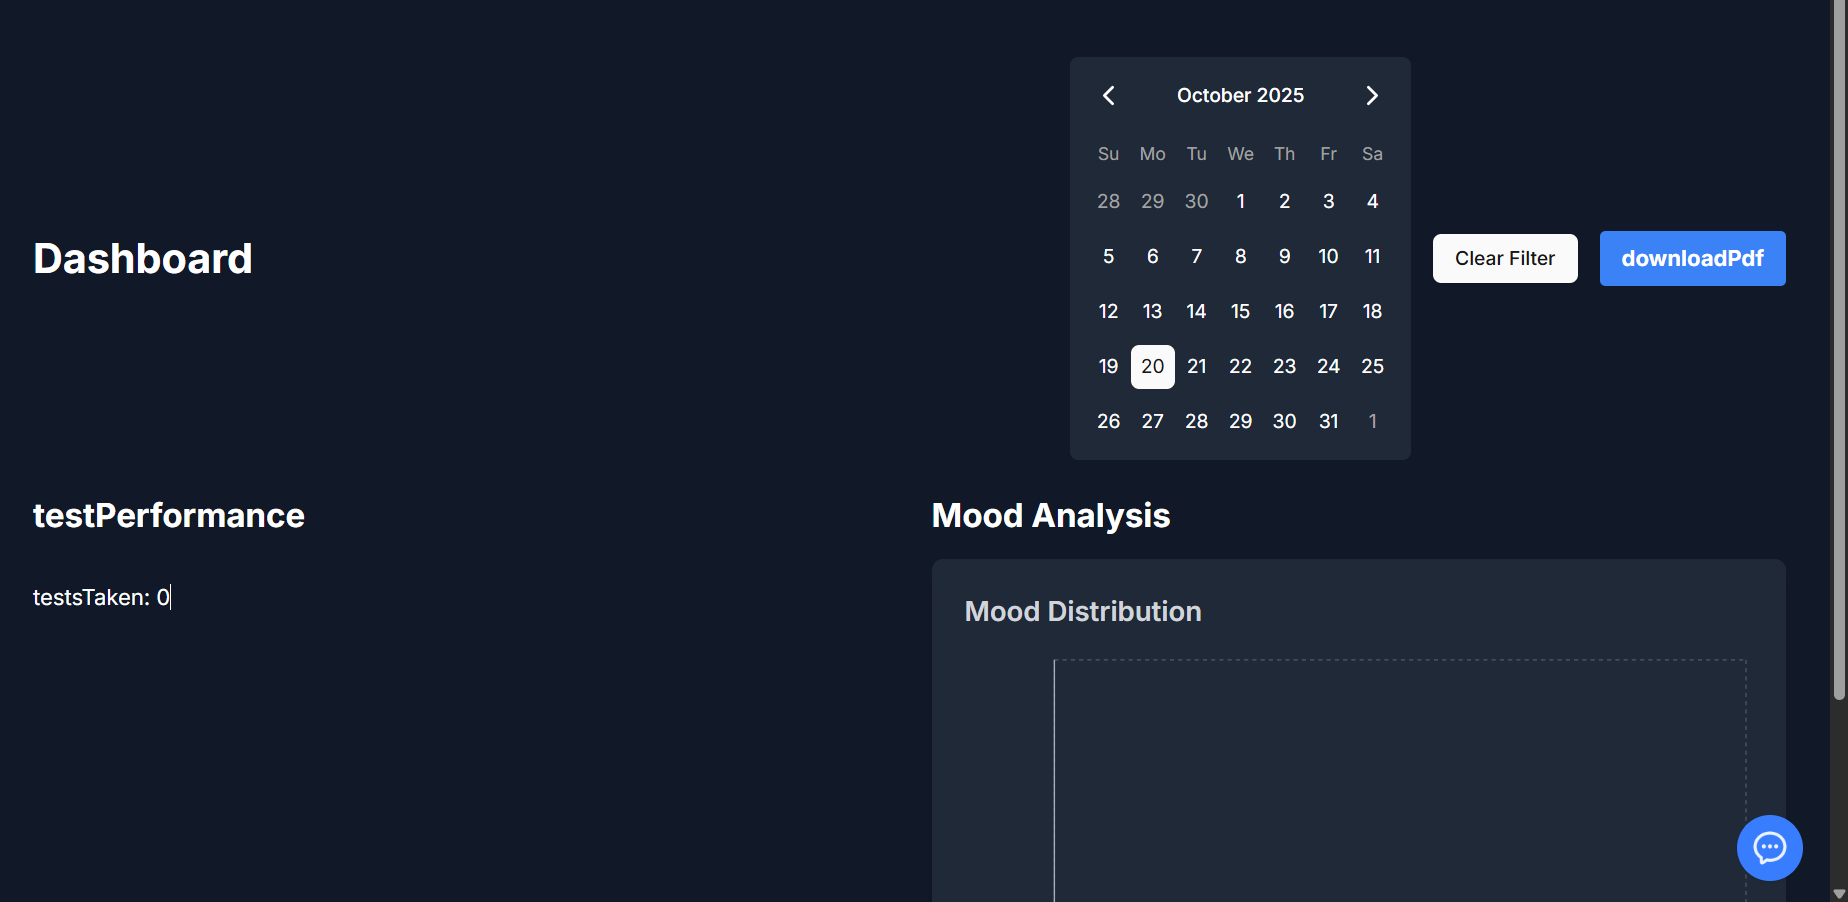 October 2025
Su Mo Tu We Th Fr Sa
28 29 30 1 2 3 4
5 6 7 8 9 10 11
12 13 14 15 16 17 18
19 20 21 22 23 24 25
26 27 28 29 30 31 1
Dashboard
Clear Filter
downloadPdf
testPerformance
testsTaken: 0
Mood Analysis
Mood Distribution